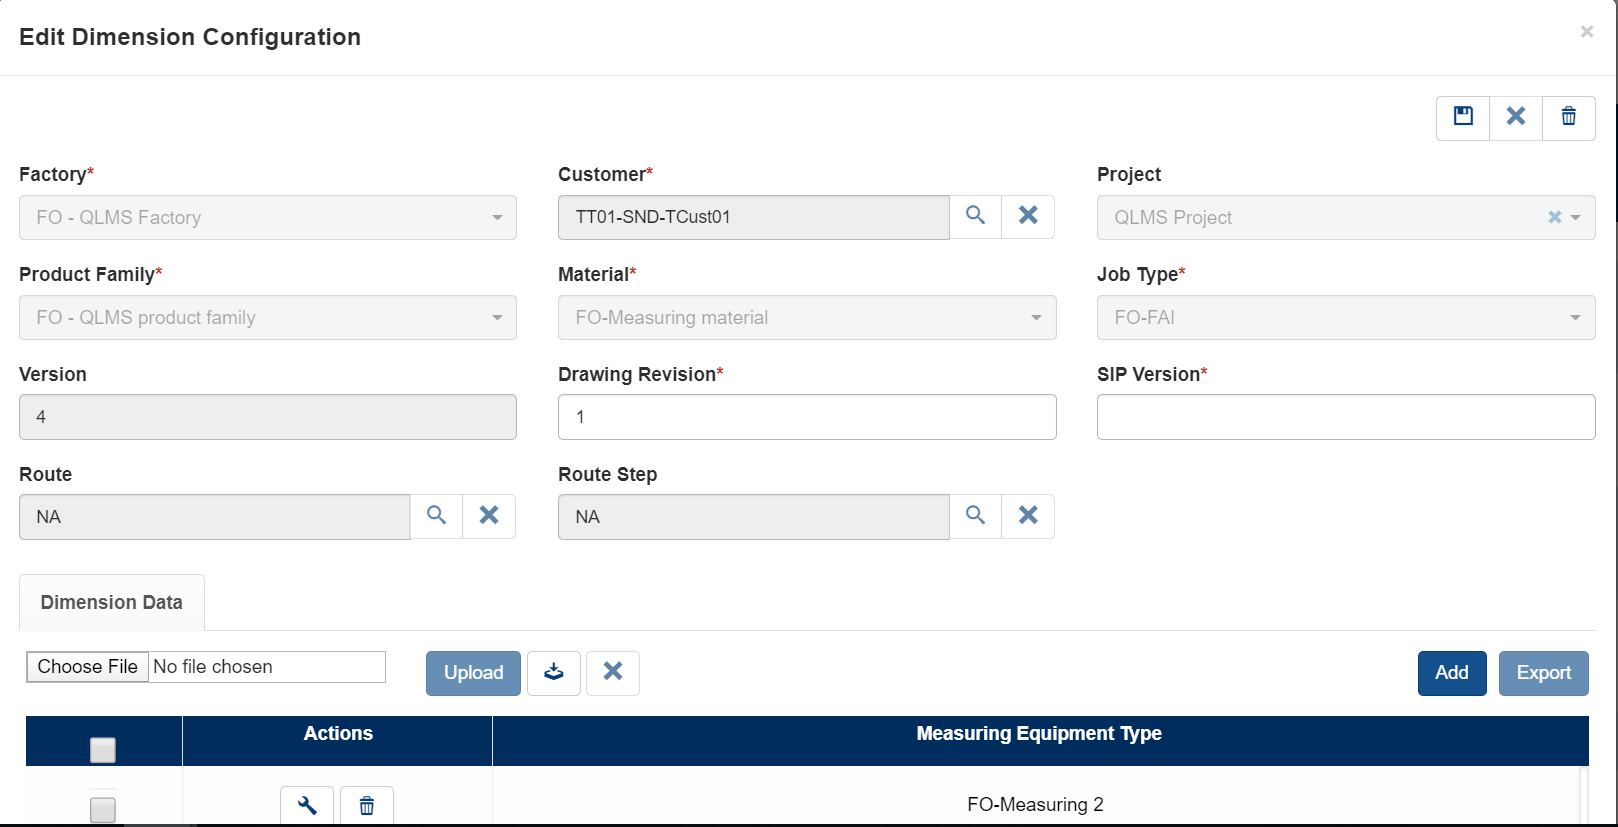 Edit Dimension Configuration
Factory* Customer* Project
FO - QLMS Factory TT01-SND-TCust01 QLMS Project
Product Family* Material* Job Type*
FO - QLMS product family FO-Measuring material FO-FAI
Version Drawing Revision* SIP Version*
4 1
Route Route Step
NA NA
Dimension Data
Choose File No file chosen Upload Add Export
Actions Measuring Equipment Type
FO-Measuring 2